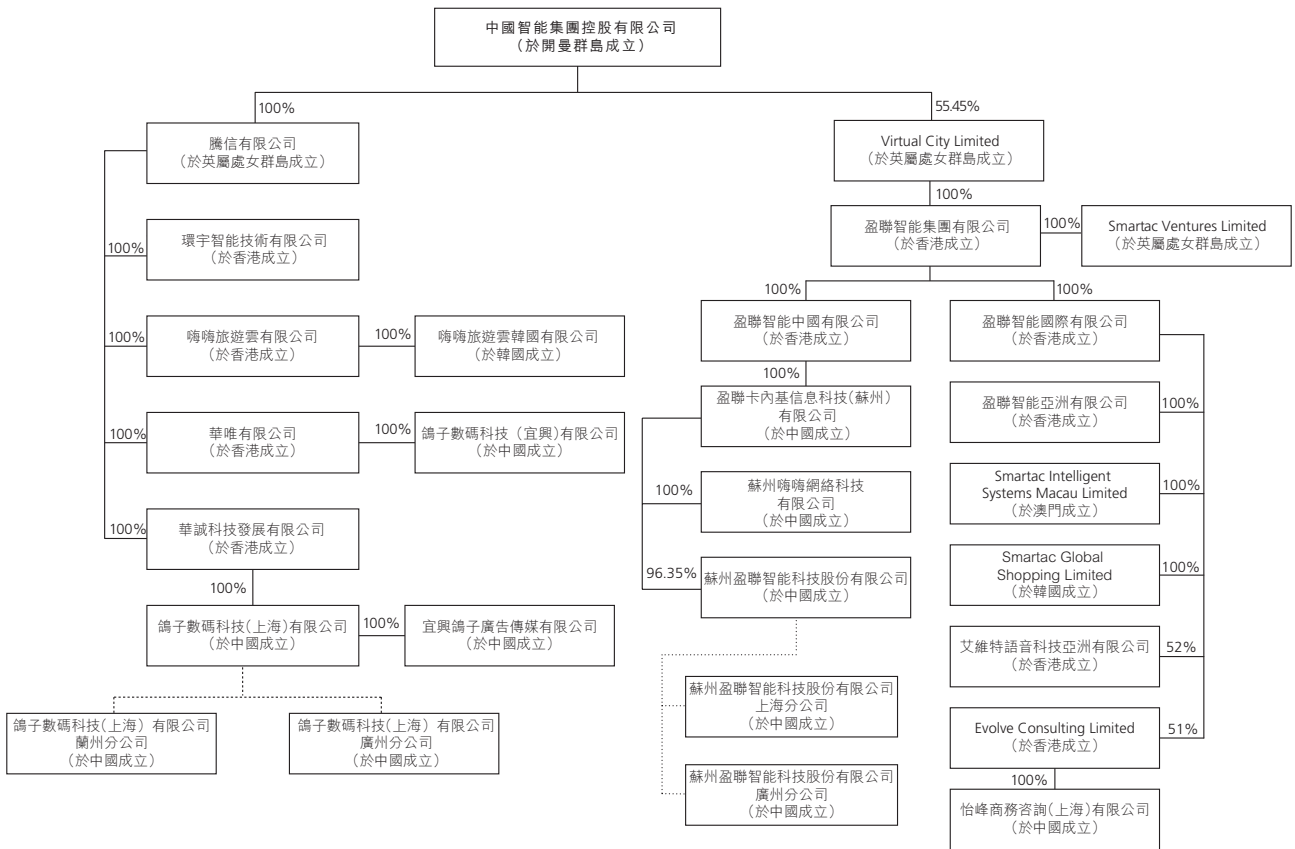 中國智能集團控股有限公司
（於開曼群島成立）
100%
55.45%
騰信有限公司
（於英屬處女群島成立）
Virtual City Limited
（於英屬處女群島成立）
100%
100%
環宇智能技術有限公司
（於香港成立）
盈聯智能集團有限公司
（於香港成立）
100%
Smartac Ventures Limited
（於英屬處女群島成立）
100%
100%
100%
嗨嗨旅遊雲有限公司
（於香港成立）
100%
嗨嗨旅遊雲韓國有限公司
（於韓國成立）
盈聯智能中國有限公司
（於香港成立）
盈聯智能國際有限公司
（於香港成立）
100%
盈聯卡內基信息科技（蘇州）
有限公司
（於中國成立）
盈聯智能亞洲有限公司
（於香港成立）
100%
100%
華唯有限公司
（於香港成立）
100%
鴿子數碼科技（宜興）有限公司
（於中國成立）
100%
蘇州嗨嗨網絡科技
有限公司
（於中國成立）
Smartac Intelligent
Systems Macau Limited
（於澳門成立）
100%
100%
華誠科技發展有限公司
（於香港成立）
96.35%
蘇州盈聯智能科技股份有限公司
（於中國成立）
Smartac Global
Shopping Limited
（於韓國成立）
100%
100%
鴿子數碼科技（上海）有限公司
（於中國成立）
100%
宜興鴿子廣告傳媒有限公司
（於中國成立）
艾維特語音科技亞洲有限公司
（於香港成立）
52%
鴿子數碼科技（上海）有限公司
蘭州分公司
（於中國成立）
鴿子數碼科技（上海）有限公司
廣州分公司
（於中國成立）
蘇州盈聯智能科技股份有限公司
上海分公司
（於中國成立）
Evolve Consulting Limited
（於香港成立）
51%
蘇州盈聯智能科技股份有限公司
廣州分公司
（於中國成立）
100%
怡峰商務咨詢（上海）有限公司
（於中國成立）